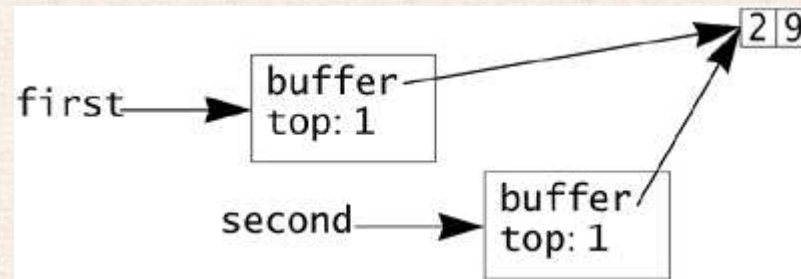 2 9
buffer
first
top: 1
buffer
second
top: 1